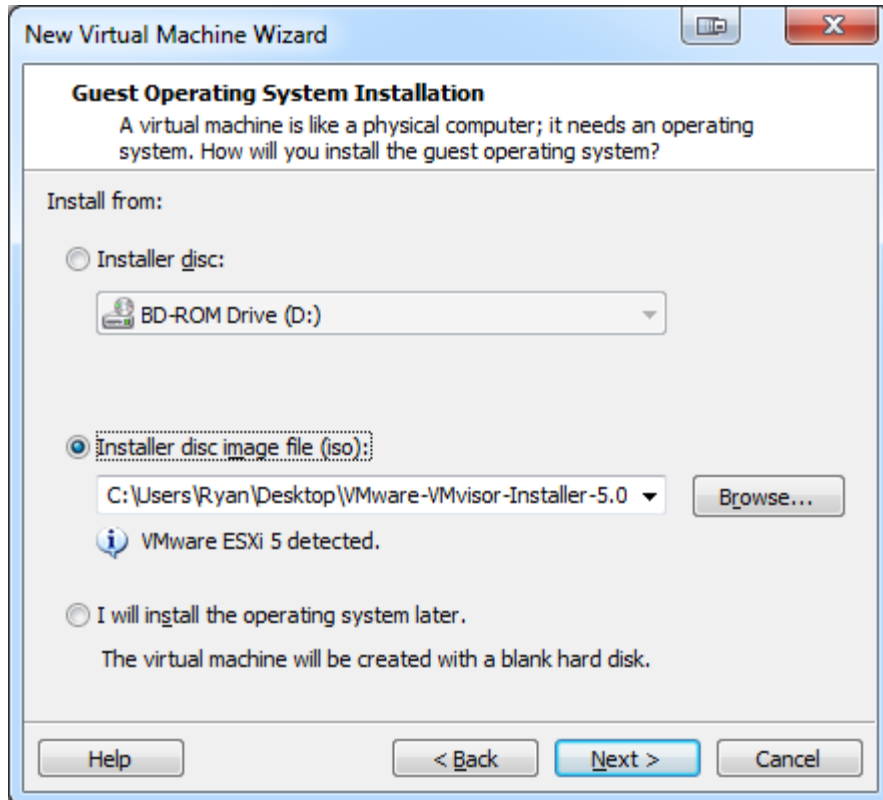 New Virtual Machine Wizard
Guest Operating System Installation
A virtual machine is like a physical computer; it needs an operating
system. How will you install the guest operating system?
Install from:
Installer disc:
BD-ROM Drive (D:)
Installer disc image file (iso):
C:\Users\Ryan\Desktop\VMware-VMvisor-Installer-5.0
Browse...
VMware ESXi 5 detected.
I will install the operating system later.
The virtual machine will be created with a blank hard disk.
Help < Back Next > Cancel